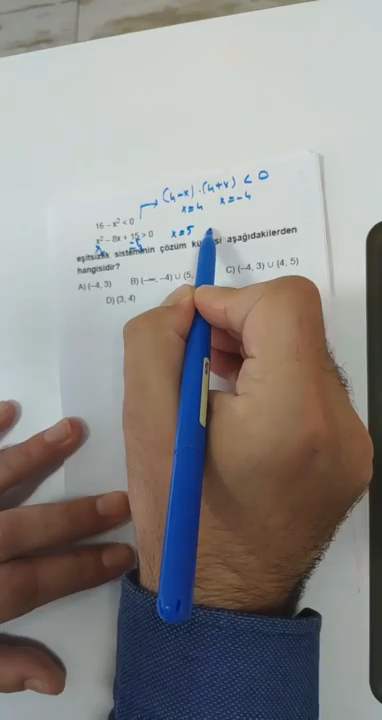 (4-x).(4+x) < 0
x=4 x=-4
16 - x² < 0
x² - 8x + 15 > 0
x -5
x=5
eşitsizlik sisteminin çözüm aşağıdakilerden
hangisidir?
A) (-4, 3) B) (-∞, -4) ∪ (5, C) (-4, 3) ∪ (4, 5)
D) (3, 4)